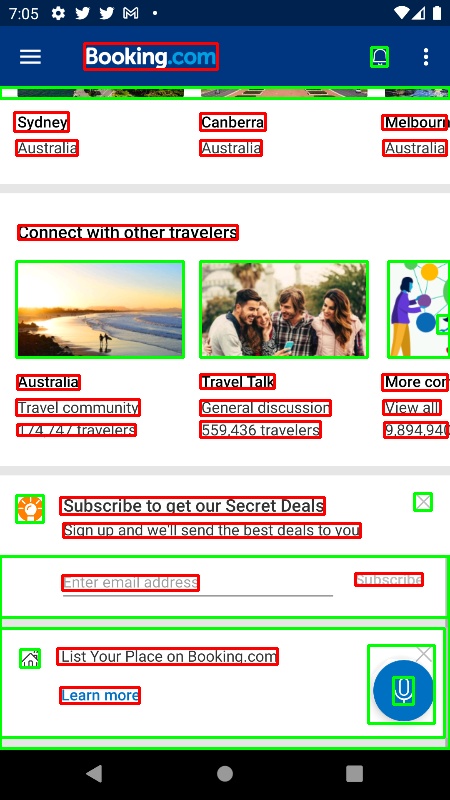 7:05
Booking.com
Sydney Canberra Melbourn
Australia Australia Australia
Connect with other travelers
Australia Travel Talk More con
Travel community General discussion View all
174,747 travelers 559,436 travelers 9,894,940
Subscribe to get our Secret Deals
Sign up and we'll send the best deals to you
Enter email address Subscribe
List Your Place on Booking.com
Learn more